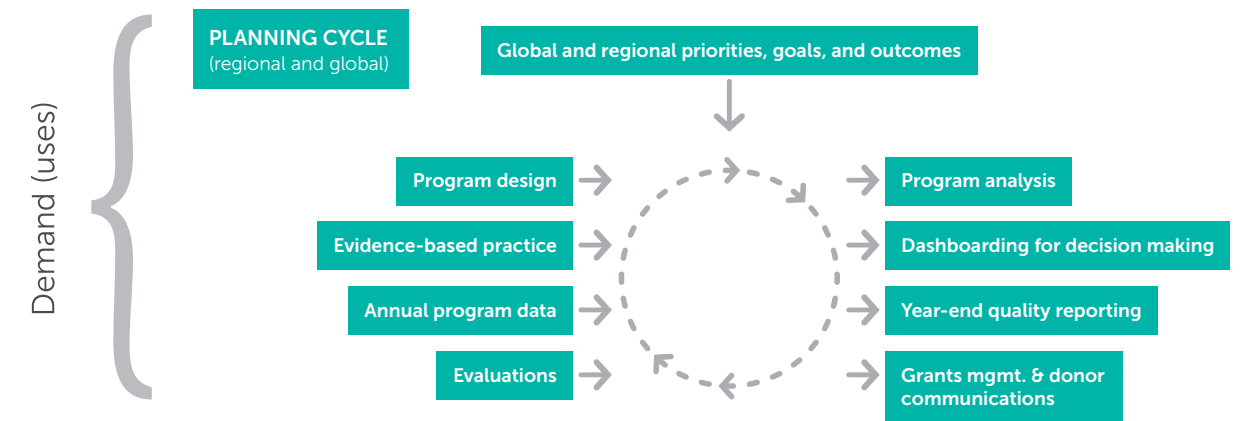 PLANNING CYCLE
(regional and global)
Global and regional priorities, goals, and outcomes
Demand (uses)
Program design
Evidence-based practice
Annual program data
Evaluations
Program analysis
Dashboarding for decision making
Year-end quality reporting
Grants mgmt. & donor
communications